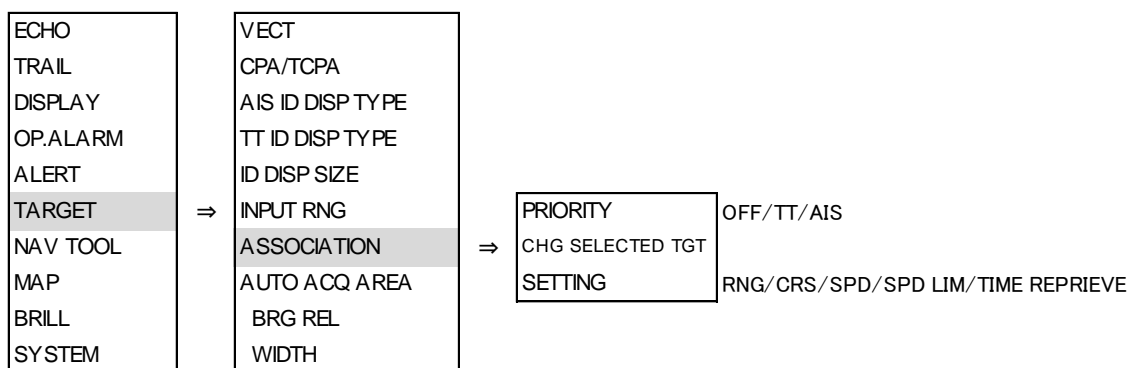 ECHO
TRAIL
DISPLAY
OP.ALARM
ALERT
TARGET
NAV TOOL
MAP
BRILL
SYSTEM
⇒
VECT
CPA/TCPA
AIS ID DISP TYPE
TT ID DISP TYPE
ID DISP SIZE
INPUT RNG
ASSOCIATION
AUTO ACQ AREA
BRG REL
WIDTH
⇒
PRIORITY OFF/TT/AIS
CHG SELECTED TGT
SETTING RNG/CRS/SPD/SPD LIM/TIME REPRIEVE